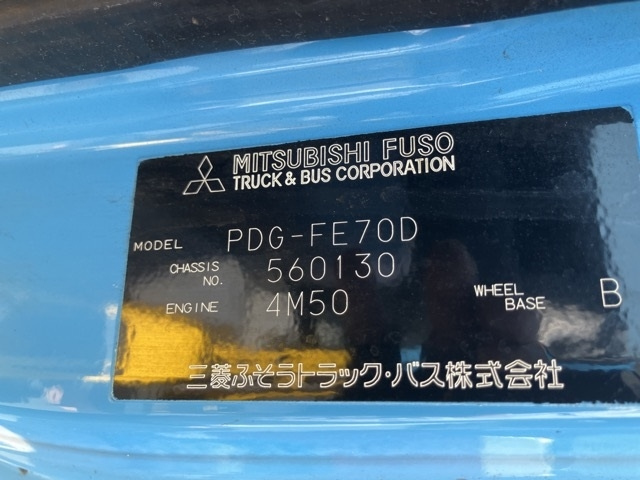 MITSUBISHI FUSO
TRUCK & BUS CORPORATION
MODEL PDG-FE70D
CHASSIS NO. 560130
ENGINE 4M50
WHEEL BASE B
三菱ふそうトラック・バス株式会社